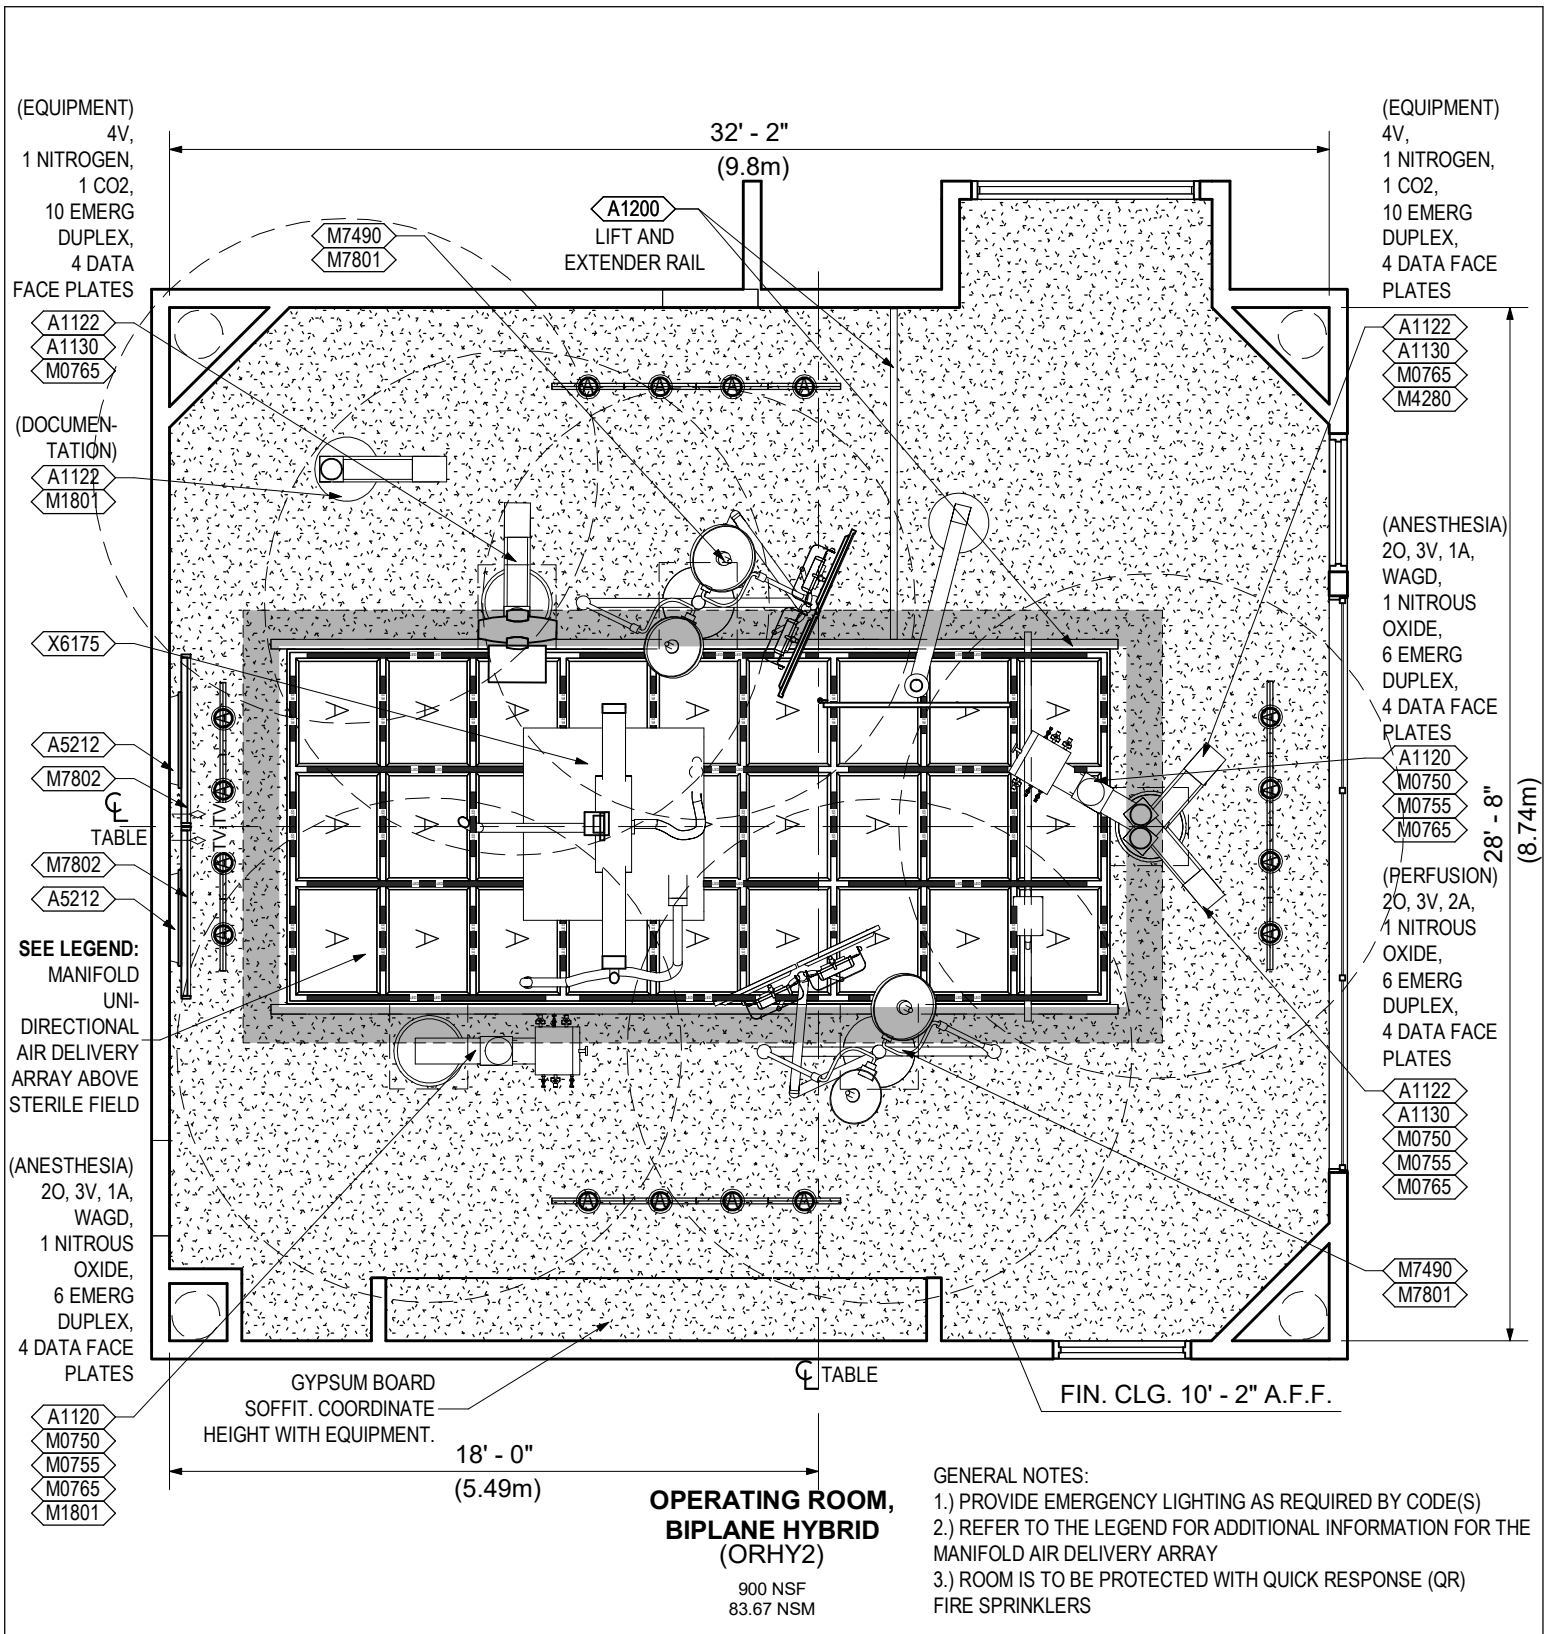 (EQUIPMENT)
4V,
1 NITROGEN,
1 CO2,
10 EMERG
DUPLEX,
4 DATA
FACE PLATES
A1122
A1130
M0765
(DOCUMEN-
TATION)
A1122
M1801
X6175
A5212
M7802
CL
TABLE
M7802
A5212
SEE LEGEND:
MANIFOLD
UNI-
DIRECTIONAL
AIR DELIVERY
ARRAY ABOVE
STERILE FIELD
(ANESTHESIA)
2O, 3V, 1A,
WAGD,
1 NITROUS
OXIDE,
6 EMERG
DUPLEX,
4 DATA FACE
PLATES
A1120
M0750
M0755
M0765
M1801
32' - 2"
(9.8m)
M7490
M7801
A1200
LIFT AND
EXTENDER RAIL
A A A A
A A A A
A A A A
TV
TV
A A A A A A A A A
A A A A A A A
A A A A A A A A
A A A A
(EQUIPMENT)
4V,
1 NITROGEN,
1 CO2,
10 EMERG
DUPLEX,
4 DATA FACE
PLATES
A1122
A1130
M0765
M4280
(ANESTHESIA)
2O, 3V, 1A,
WAGD,
1 NITROUS
OXIDE,
6 EMERG
DUPLEX,
4 DATA FACE
PLATES
A1120
M0750
M0755
M0765
28' - 8"
(8.74m)
(PERFUSION)
2O, 3V, 2A,
1 NITROUS
OXIDE,
6 EMERG
DUPLEX,
4 DATA FACE
PLATES
A1122
A1130
M0750
M0755
M0765
M7490
M7801
GYPSUM BOARD
SOFFIT. COORDINATE
HEIGHT WITH EQUIPMENT.
CL TABLE
FIN. CLG. 10' - 2" A.F.F.
18' - 0"
(5.49m)
OPERATING ROOM,
BIPLANE HYBRID
(ORHY2)
900 NSF
83.67 NSM
GENERAL NOTES:
1.) PROVIDE EMERGENCY LIGHTING AS REQUIRED BY CODE(S)
2.) REFER TO THE LEGEND FOR ADDITIONAL INFORMATION FOR THE
MANIFOLD AIR DELIVERY ARRAY
3.) ROOM IS TO BE PROTECTED WITH QUICK RESPONSE (QR)
FIRE SPRINKLERS